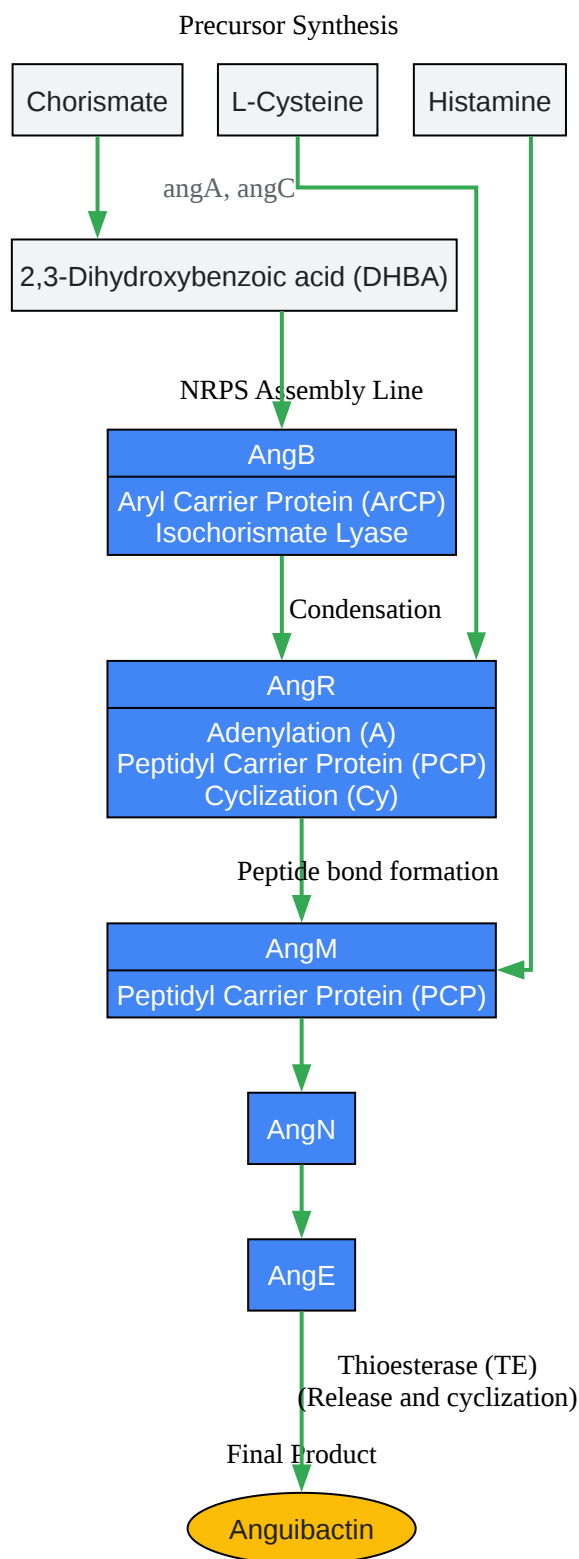 Precursor Synthesis
Chorismate
L-Cysteine
Histamine
angA, angC
2,3-Dihydroxybenzoic acid (DHBA)
NRPS Assembly Line
AngB
Aryl Carrier Protein (ArCP)
Isochorismate Lyase
Condensation
AngR
Adenylation (A)
Peptidyl Carrier Protein (PCP)
Cyclization (Cy)
Peptide bond formation
AngM
Peptidyl Carrier Protein (PCP)
AngN
AngE
Thioesterase (TE)
(Release and cyclization)
Final Product
Anguibactin